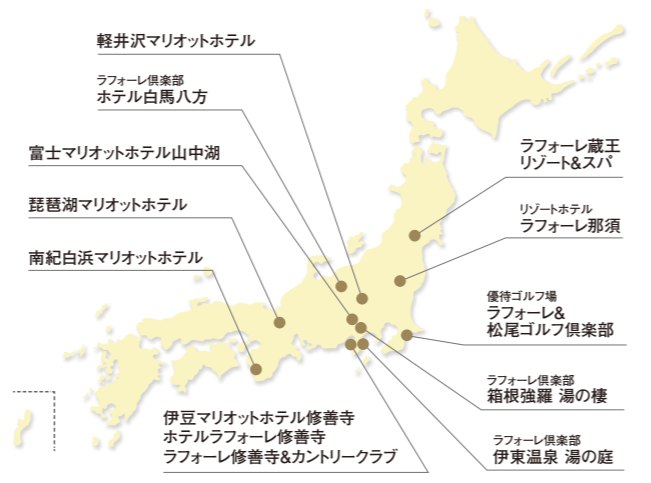 軽井沢マリオットホテル
ラフォーレ倶楽部
ホテル白馬八方
富士マリオットホテル山中湖
琵琶湖マリオットホテル
南紀白浜マリオットホテル
ラフォーレ蔵王
リゾート&スパ
リゾートホテル
ラフォーレ那須
優待ゴルフ場
ラフォーレ&
松尾ゴルフ倶楽部
ラフォーレ倶楽部
箱根強羅 湯の棲
ラフォーレ倶楽部
伊東温泉 湯の庭
伊豆マリオットホテル修善寺
ホテルラフォーレ修善寺
ラフォーレ修善寺&カントリークラブ